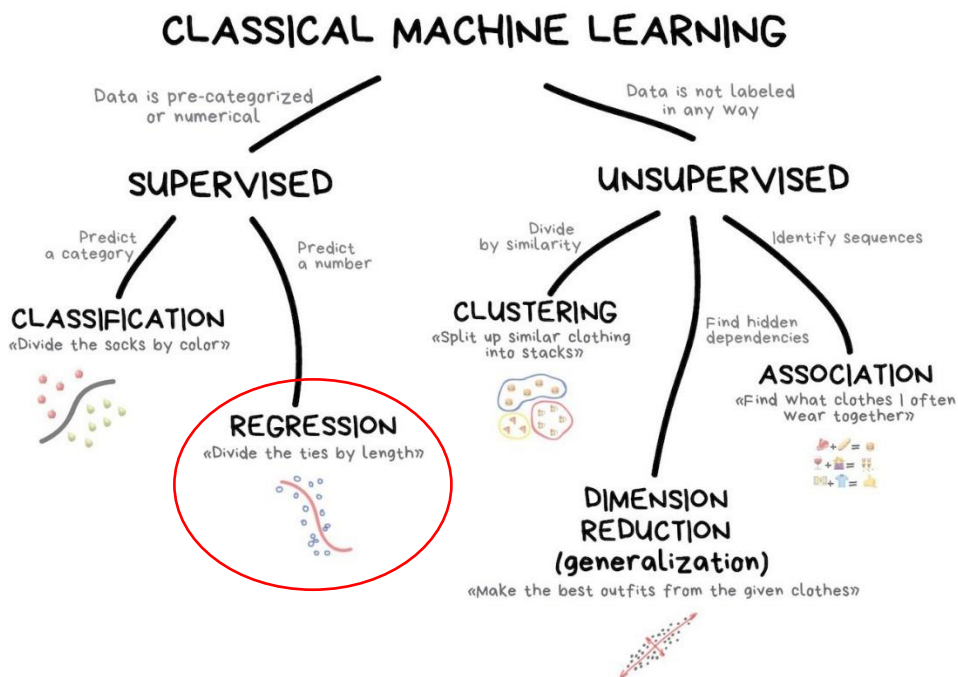 CLASSICAL MACHINE LEARNING
Data is pre-categorized
or numerical
Data is not labeled
in any way
SUPERVISED
UNSUPERVISED
Predict
a category
Predict
a number
Divide
by similarity
Identify sequences
CLASSIFICATION
«Divide the socks by color»
CLUSTERING
«Split up similar clothing
into stacks»
Find hidden
dependencies
ASSOCIATION
«Find what clothes I often
wear together»
REGRESSION
«Divide the ties by length»
+ =
+ =
+ =
DIMENSION
REDUCTION
(generalization)
«Make the best outfits from the given clothes»